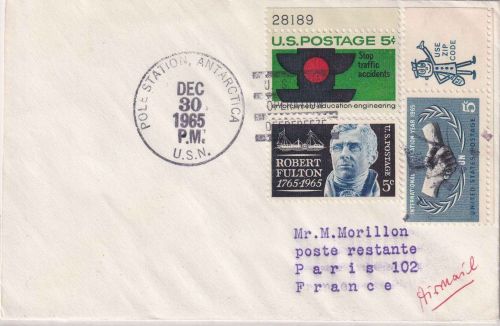 28189
U.S.POSTAGE 5¢
Stop
traffic
accidents
education engineering
USE
ZIP
CODE
POLE STATION, ANTARCTICA
DEC
30
1965
P.M.
U.S.N.
ROBERT
FULTON
1765-1965
U.S. POSTAGE
5¢
5¢
UNITED STATES POSTAGE
INTERNATIONAL COOPERATION YEAR 1965
UN
Mr.M.Morillon
poste restante
Paris 102
France
Airmail